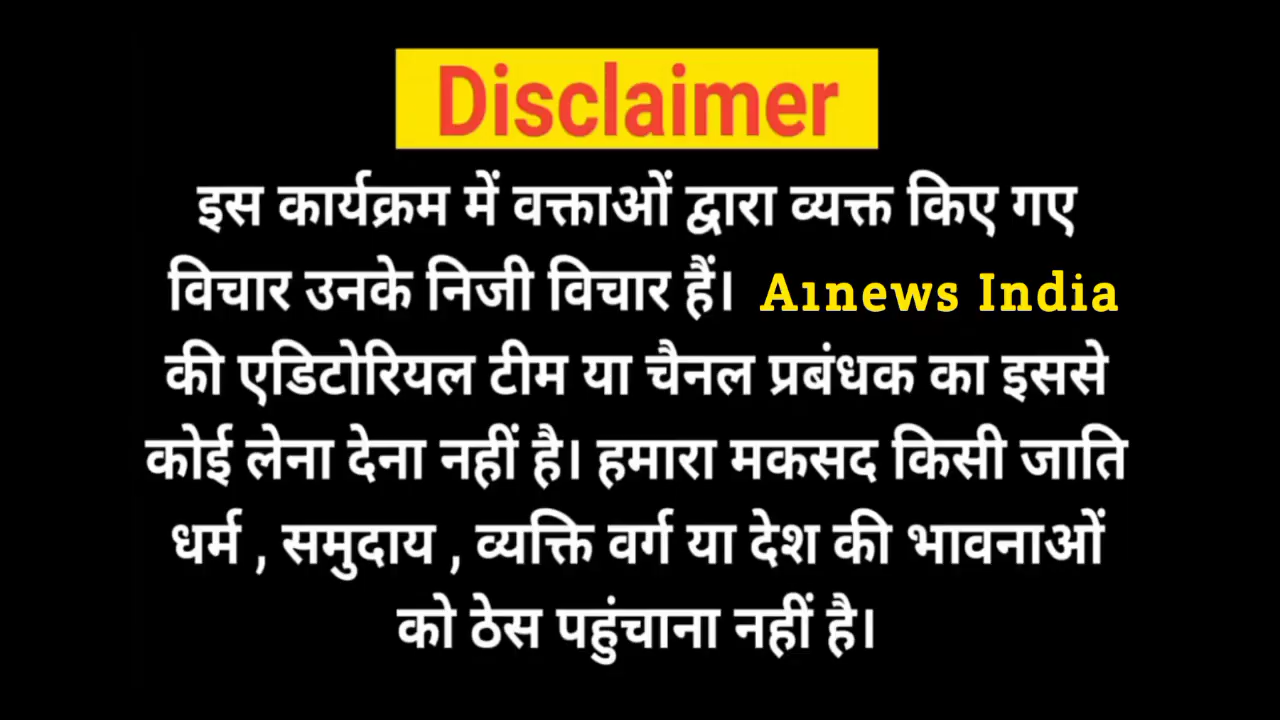 Disclaimer
इस कार्यक्रम में वक्ताओं द्वारा व्यक्त किए गए
विचार उनके निजी विचार हैं। A1news India
की एडिटोरियल टीम या चैनल प्रबंधक का इससे
कोई लेना देना नहीं है। हमारा मकसद किसी जाति
धर्म , समुदाय , व्यक्ति वर्ग या देश की भावनाओं
को ठेस पहुंचाना नहीं है।